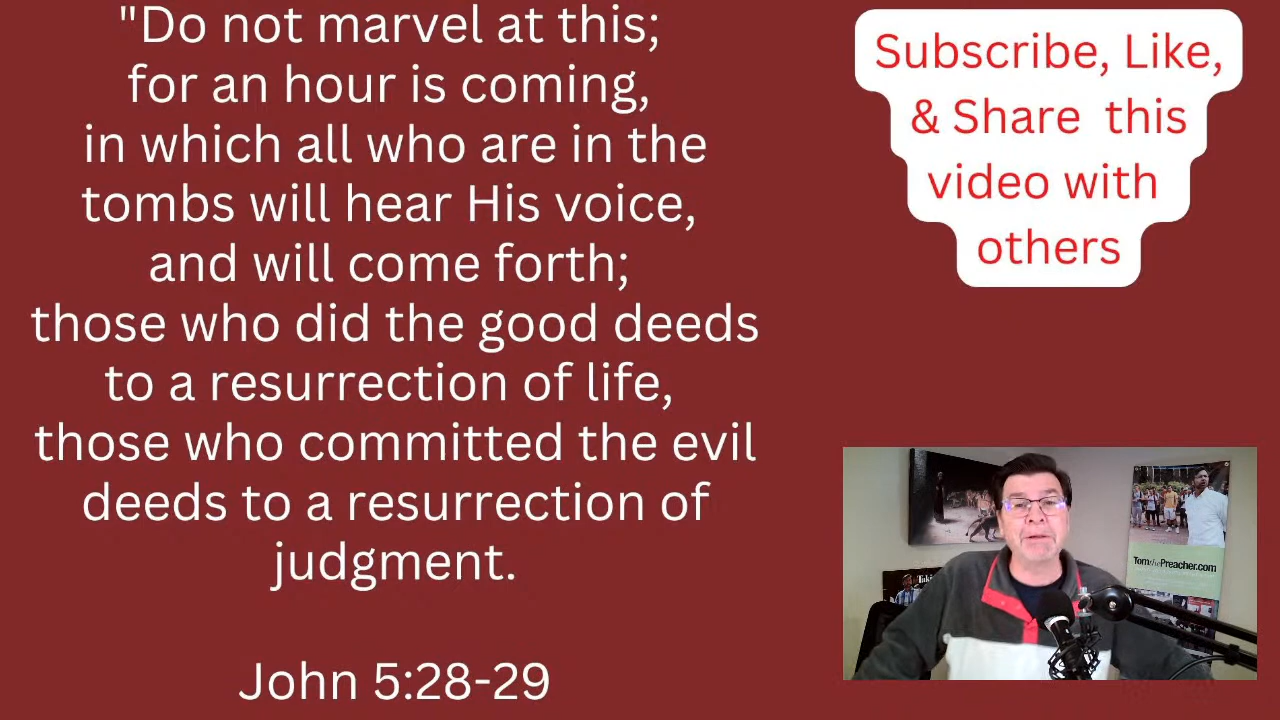 "Do not marvel at this;
for an hour is coming,
in which all who are in the
tombs will hear His voice,
and will come forth;
those who did the good deeds
to a resurrection of life,
those who committed the evil
deeds to a resurrection of
judgment.
John 5:28-29
Subscribe, Like,
& Share this
video with
others
TomthePreacher.com